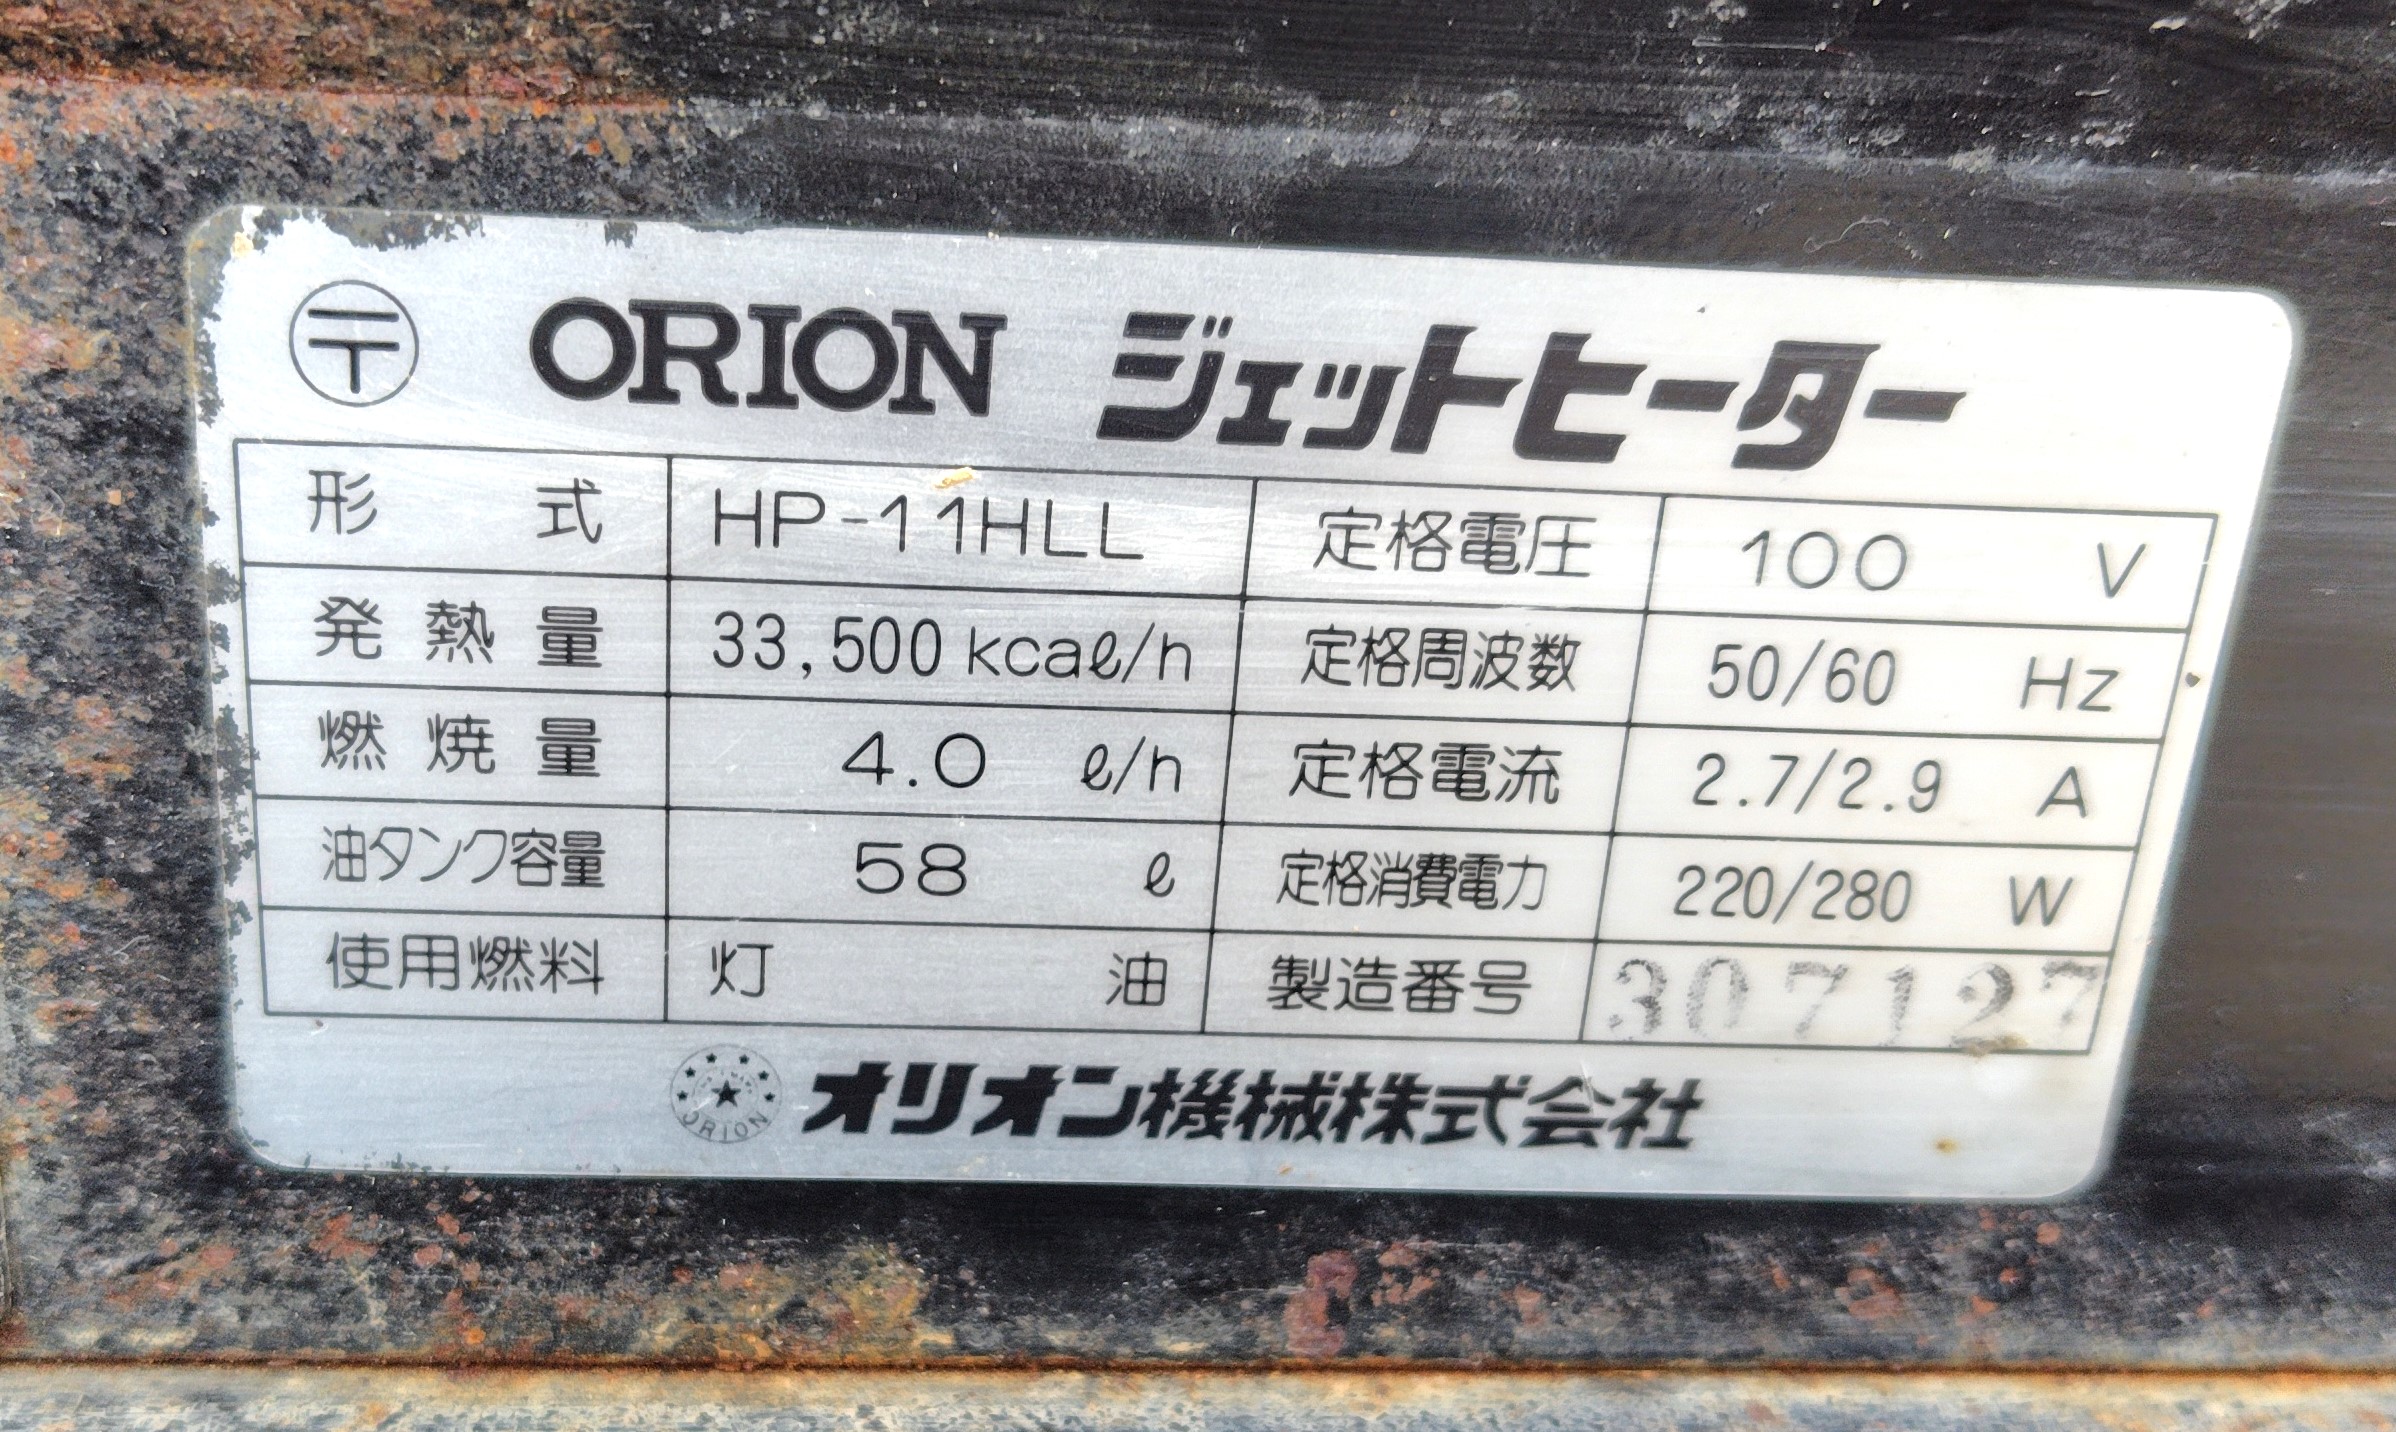 〒 ORION ジェットヒーター
形式 HP-11HLL 定格電圧 100 V
発熱量 33,500 kcaℓ/h 定格周波数 50/60 Hz
燃焼量 4.0 ℓ/h 定格電流 2.7/2.9 A
油タンク容量 58 ℓ 定格消費電力 220/280 W
使用燃料 灯油 製造番号 307127
ORION オリオン機械株式会社